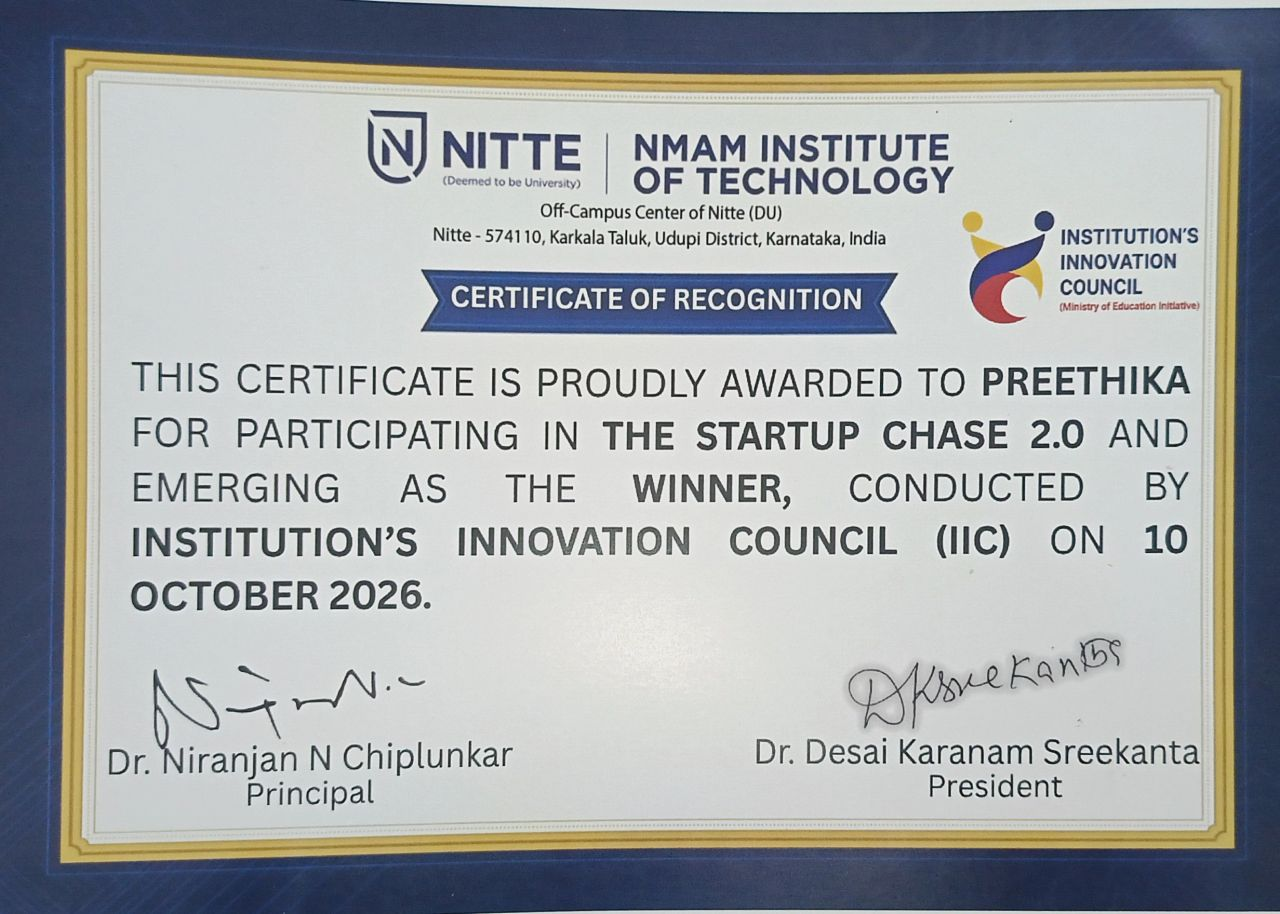 N NITTE
(Deemed to be University)
NMAM INSTITUTE
OF TECHNOLOGY
Off-Campus Center of Nitte (DU)
Nitte - 574110, Karkala Taluk, Udupi District, Karnataka, India
INSTITUTION'S
INNOVATION
COUNCIL
(Ministry of Education Initiative)
CERTIFICATE OF RECOGNITION
THIS CERTIFICATE IS PROUDLY AWARDED TO PREETHIKA
FOR PARTICIPATING IN THE STARTUP CHASE 2.0 AND
EMERGING AS THE WINNER, CONDUCTED BY
INSTITUTION'S INNOVATION COUNCIL (IIC) ON 10
OCTOBER 2026.
DKSreeKanta
Dr. Niranjan N Chiplunkar
Principal
Dr. Desai Karanam Sreekanta
President